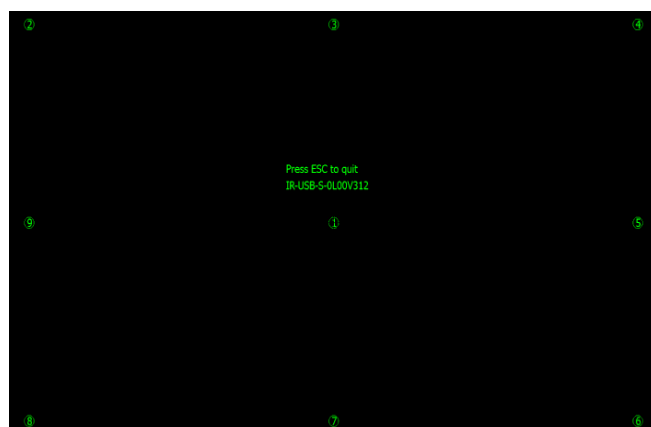 ② ③ ④
Press ESC to quit
IR-USB-S-0L00V312
⑨ ① ⑤
⑧ ⑦ ⑥